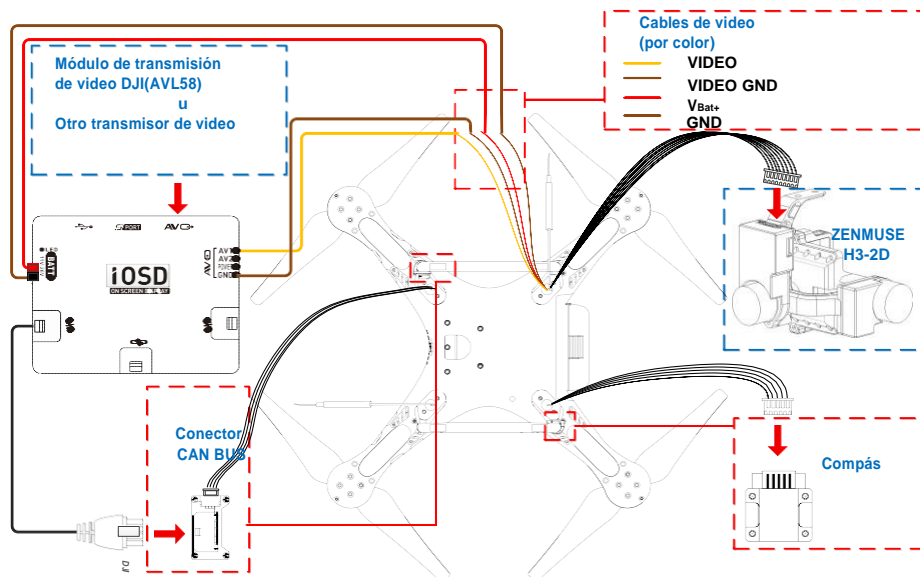 Cables de video
(por color)
VIDEO
VIDEO GND
VBat+
GND
Módulo de transmisión
de video DJI(AVL58)
u
Otro transmisor de video
ZENMUSE
H3-2D
LED
BATT
PORT
AV
AV
AV1
AV2
POWER
GND
iOSD
ON SCREEN
Conector
CAN BUS
Compás
DJI